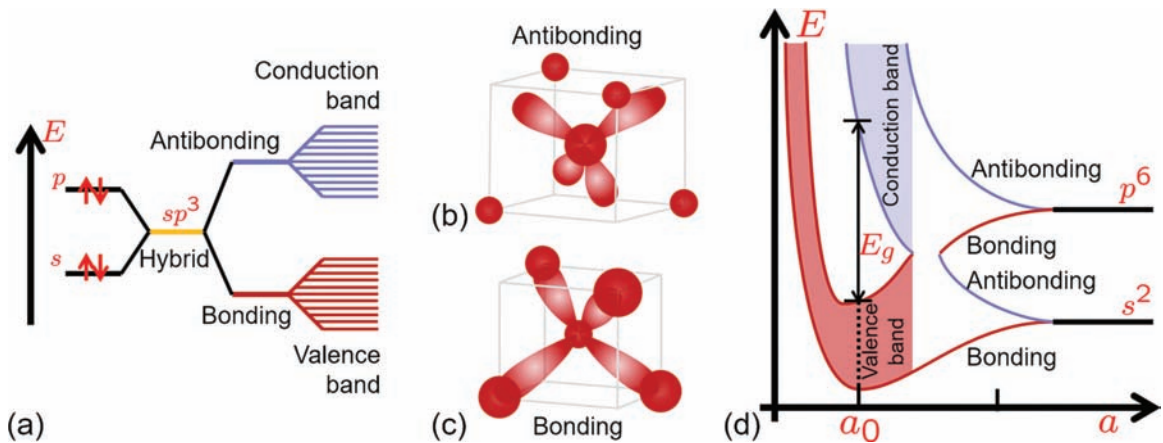 E
p
s
sp³
Hybrid
Antibonding
Bonding
Conduction
band
Valence
band
(a)
Antibonding
(b)
(c)
Bonding
E
Conduction band
E_g
Valence
band
Antibonding
p⁶
Bonding
Antibonding
s²
Bonding
(d)
a₀
a